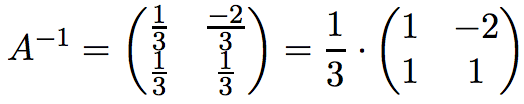 $A^{-1} = \begin{pmatrix} \frac{1}{3} & \frac{-2}{3} \\ \frac{1}{3} & \frac{1}{3} \end{pmatrix} = \frac{1}{3} \cdot \begin{pmatrix} 1 & -2 \\ 1 & 1 \end{pmatrix}$